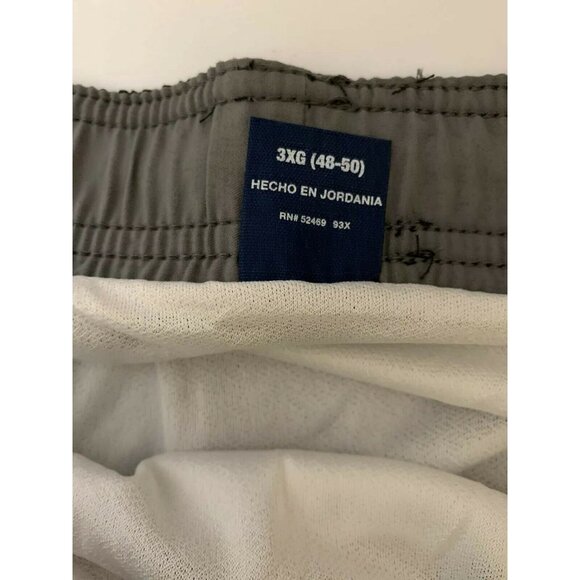 3XG (48-50)
HECHO EN JORDANIA
RN# 52469 93X